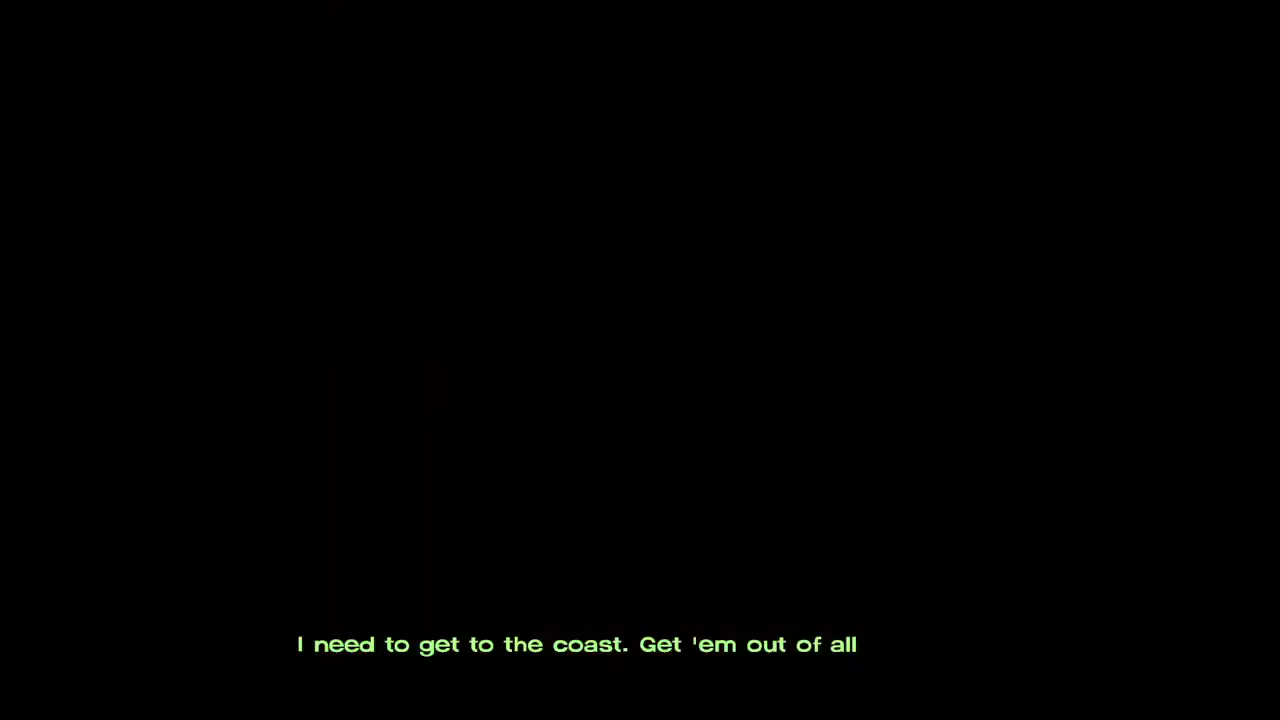 I need to get to the coast. Get 'em out of all